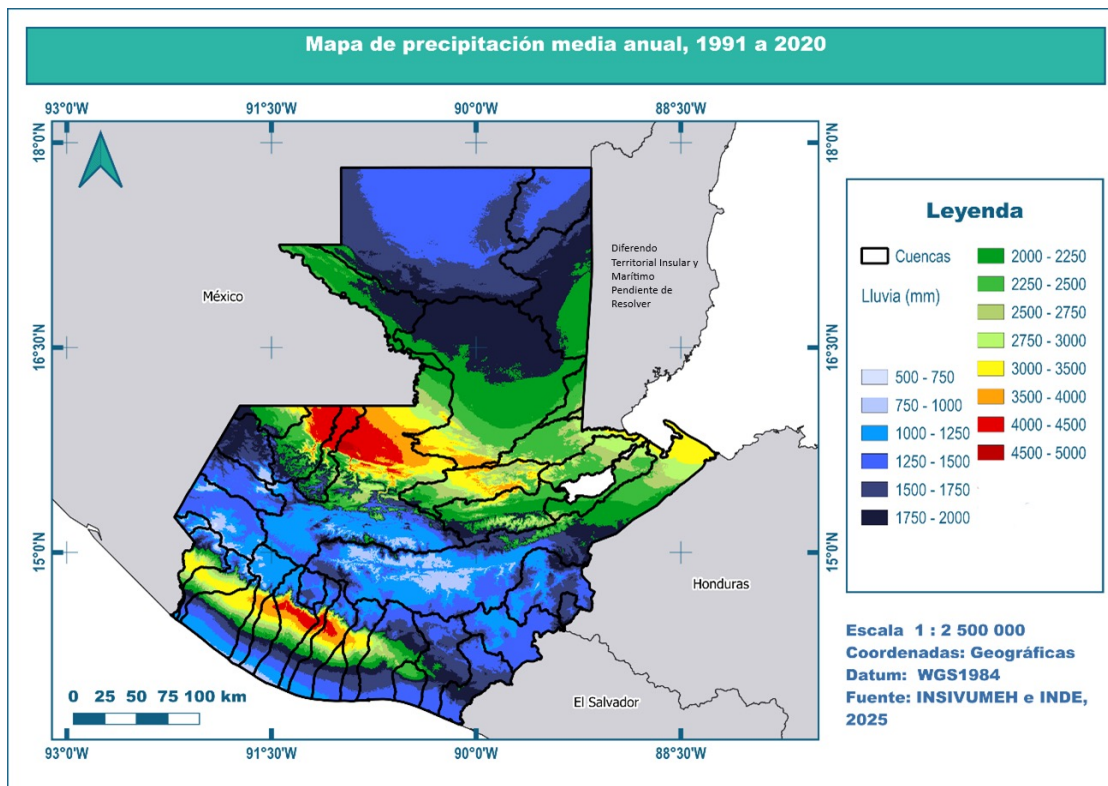 Mapa de precipitación media anual, 1991 a 2020
93°0'W
91°30'W
90°0'W
88°30'W
18°0'N
18°0'N
16°30'N
16°30'N
15°0'N
15°0'N
México
Diferendo
Territorial Insular y
Marítimo
Pendiente de
Resolver
Honduras
El Salvador
0 25 50 75 100 km
93°0'W
91°30'W
90°0'W
88°30'W
Leyenda
Cuencas
Lluvia (mm)
500 - 750
750 - 1000
1000 - 1250
1250 - 1500
1500 - 1750
1750 - 2000
2000 - 2250
2250 - 2500
2500 - 2750
2750 - 3000
3000 - 3500
3500 - 4000
4000 - 4500
4500 - 5000
Escala 1 : 2 500 000
Coordenadas: Geográficas
Datum: WGS1984
Fuente: INSIVUMEH e INDE,
2025